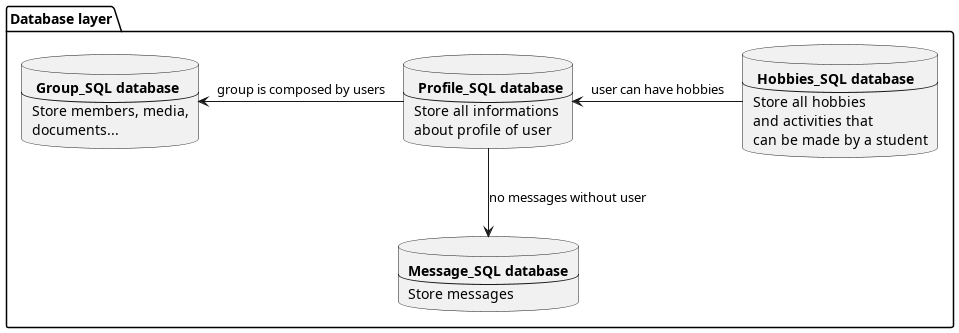 Database layer
Group_SQL database
Store members, media,
documents...
group is composed by users
Profile_SQL database
Store all informations
about profile of user
user can have hobbies
Hobbies_SQL database
Store all hobbies
and activities that
can be made by a student
no messages without user
Message_SQL database
Store messages